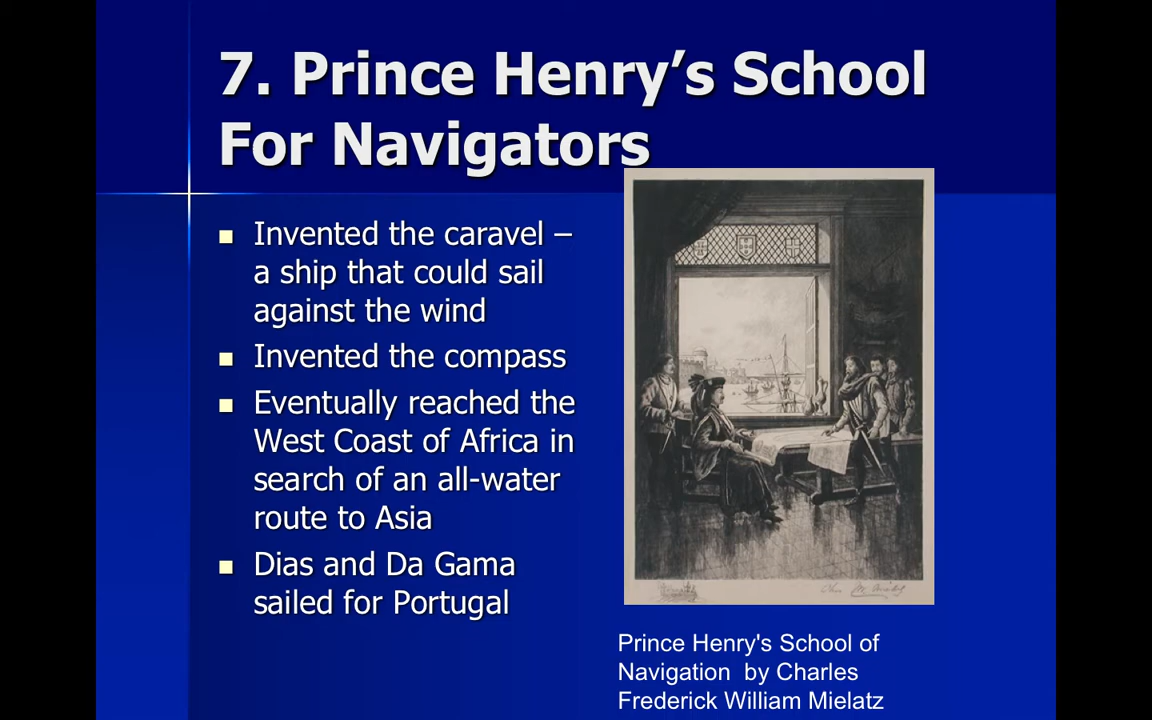 7. Prince Henry’s School
For Navigators
Invented the caravel –
a ship that could sail
against the wind
Invented the compass
Eventually reached the
West Coast of Africa in
search of an all-water
route to Asia
Dias and Da Gama
sailed for Portugal
Prince Henry's School of
Navigation  by Charles
Frederick William Mielatz